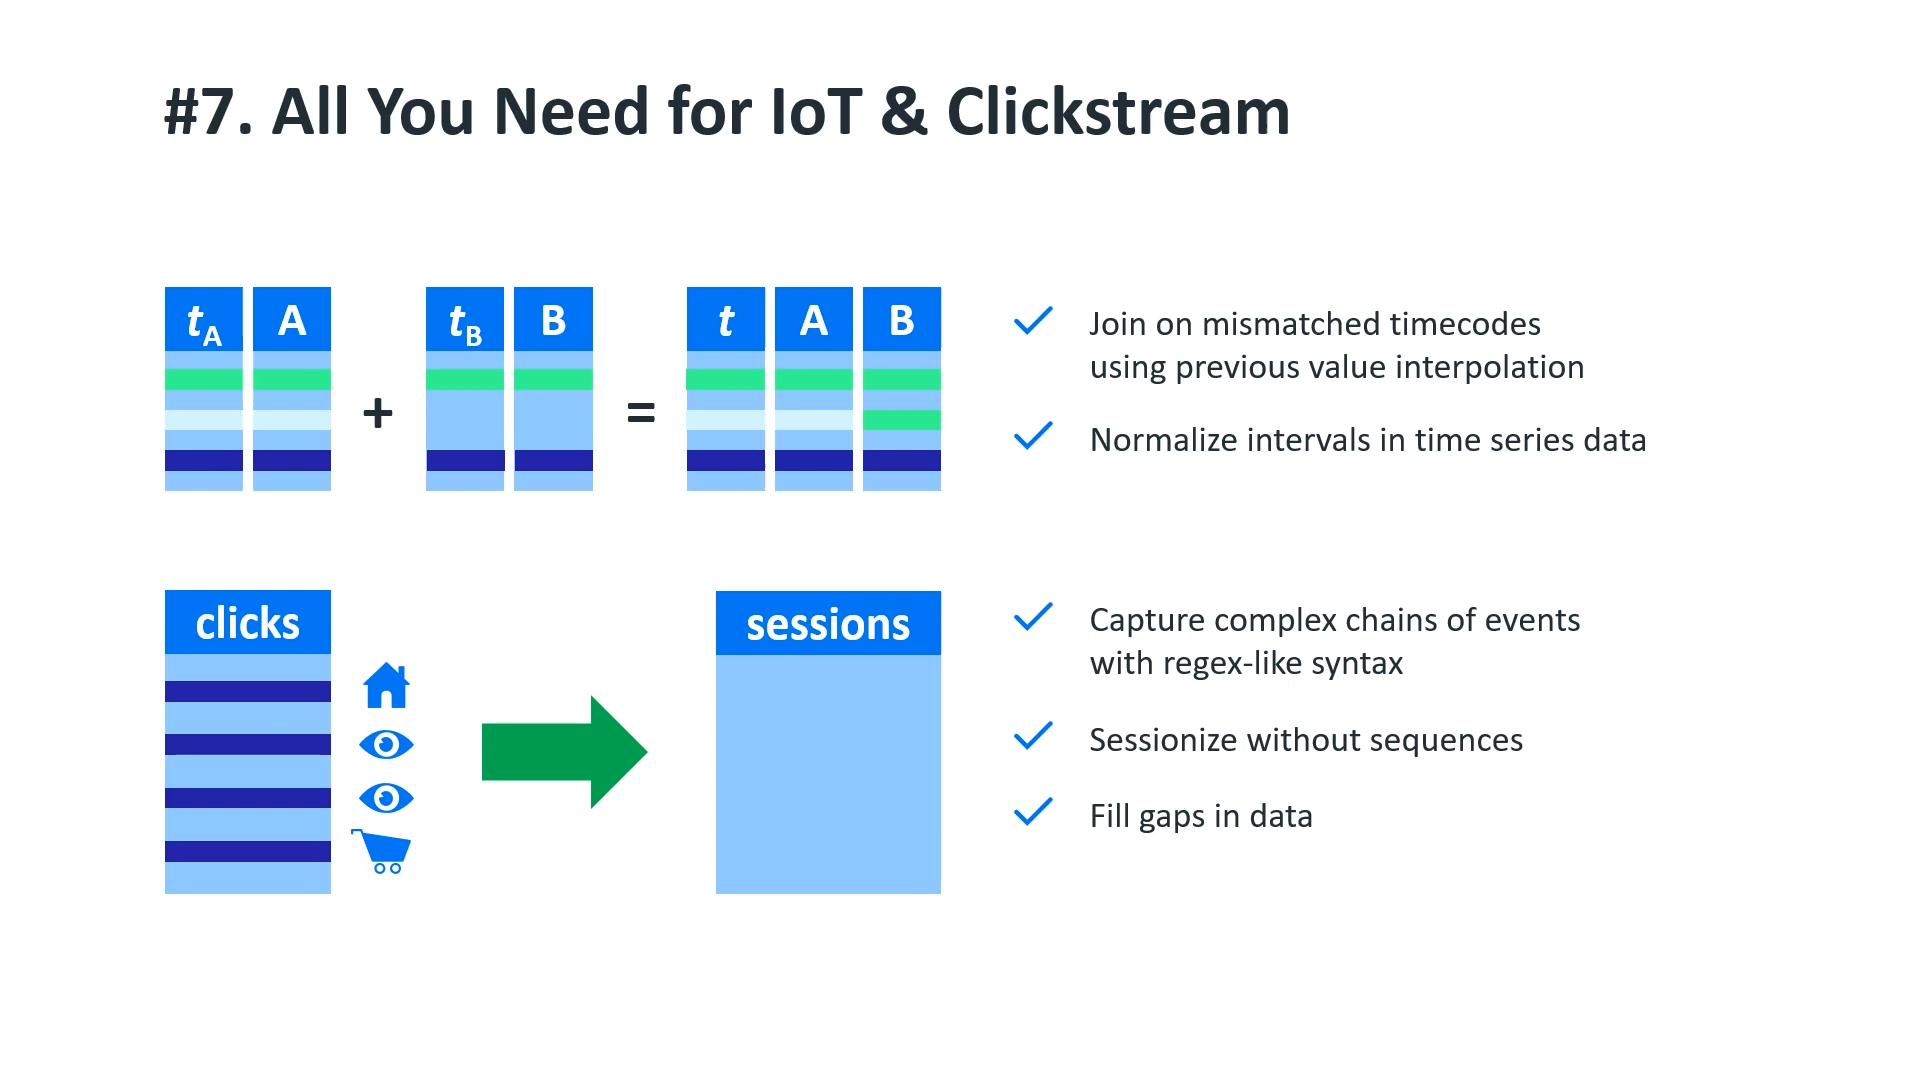 #7. All You Need for IoT & Clickstream
tA A + tB B = t A B
Join on mismatched timecodes
using previous value interpolation
Normalize intervals in time series data
clicks
sessions
Capture complex chains of events
with regex-like syntax
Sessionize without sequences
Fill gaps in data